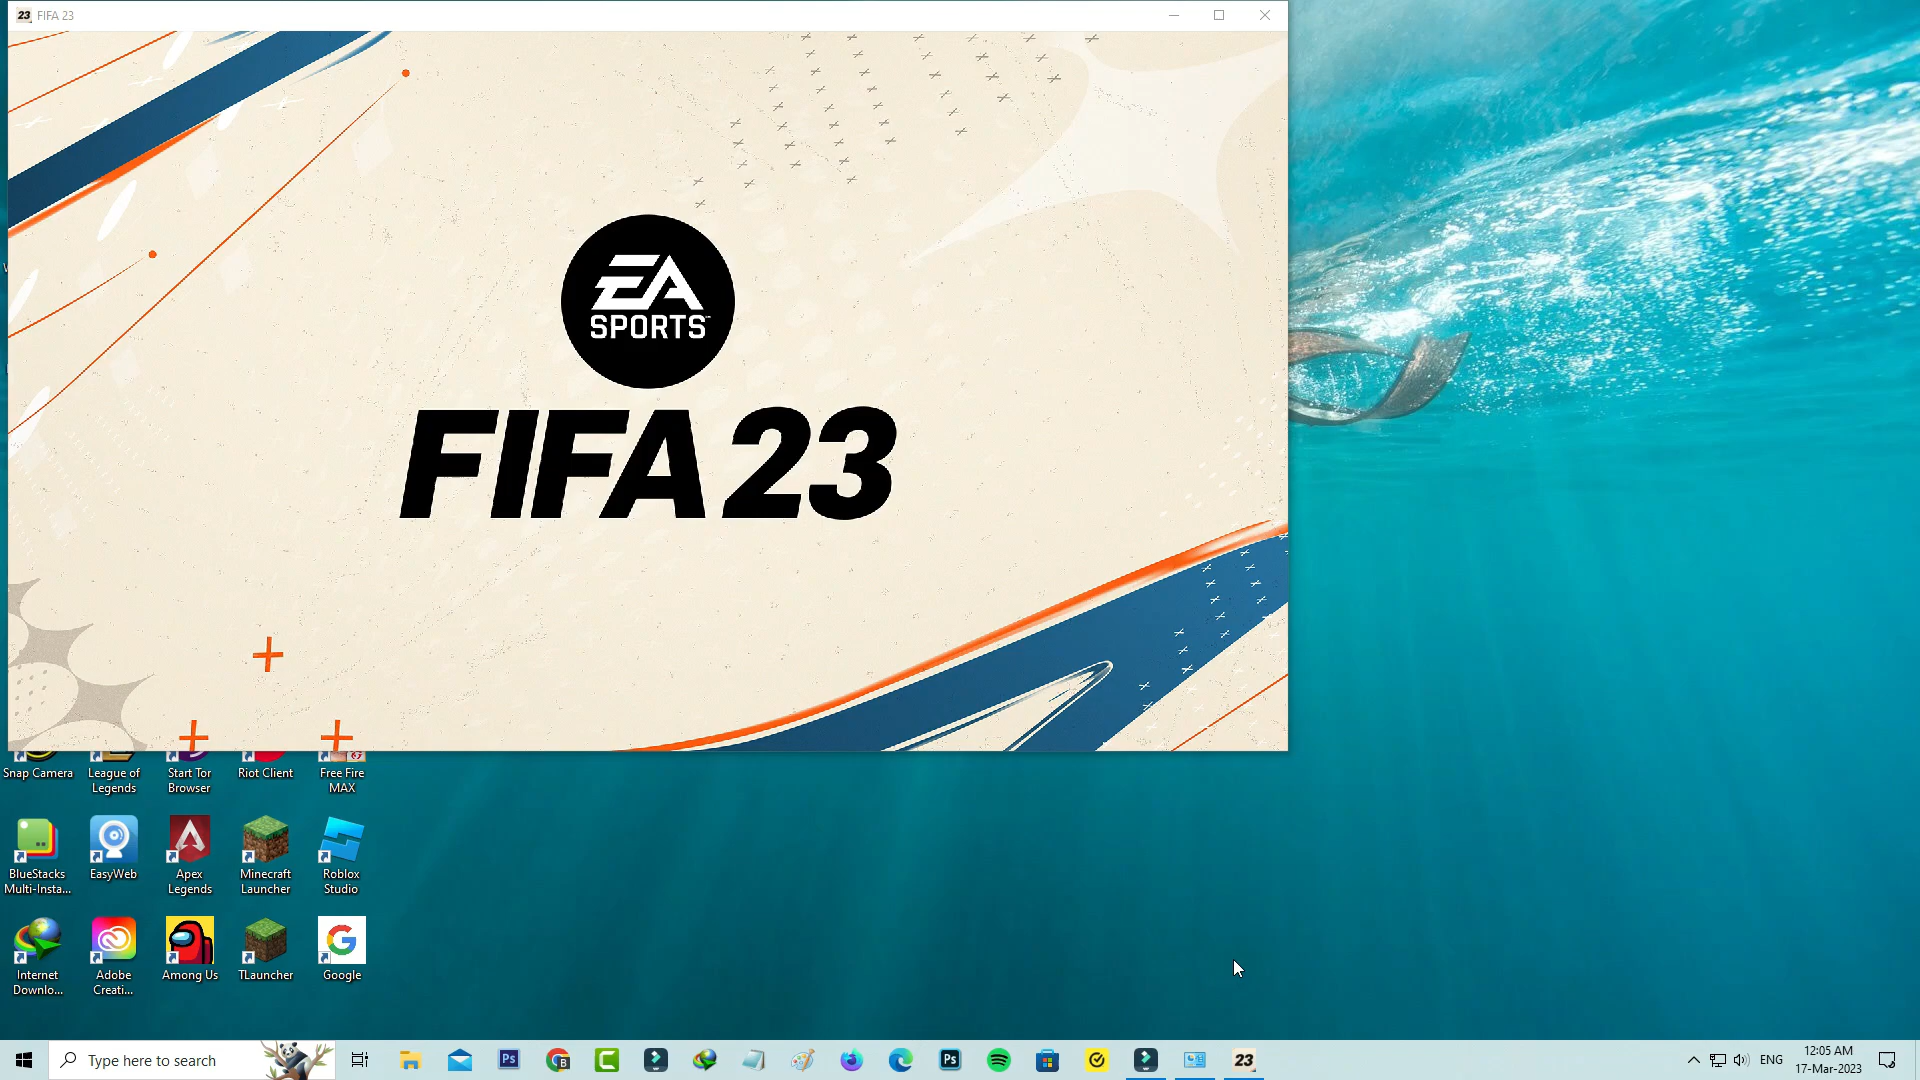 23 FIFA 23
EA
SPORTS
FIFA 23
Snap Camera
League of
Legends
Start Tor
Browser
Riot Client
Free Fire
MAX
BlueStacks
Multi-Insta...
EasyWeb
Apex
Legends
Minecraft
Launcher
Roblox
Studio
Internet
Downlo...
Adobe
Creati...
Among Us
TLauncher
Google
Type here to search
Ps
B
Ps
23
ENG
12:05 AM
17-Mar-2023